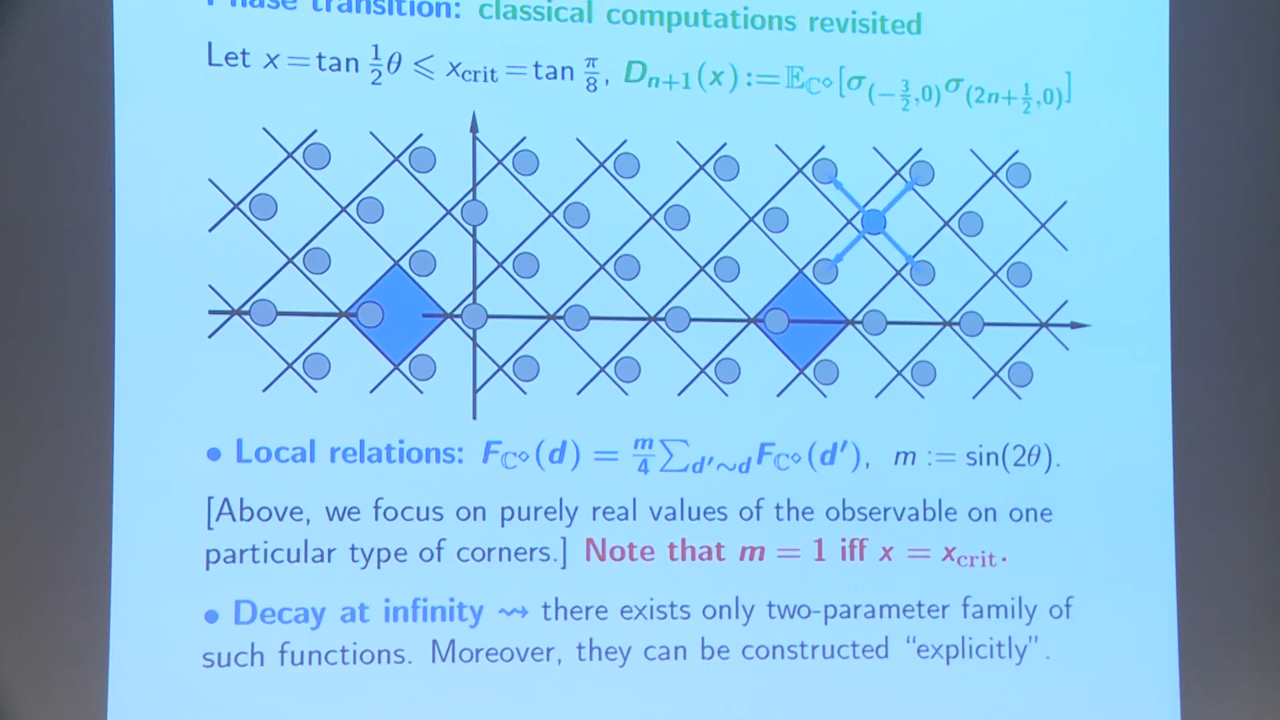 Phase transition: classical computations revisited
Let x = tan ½θ ⩽ x_crit = tan π/8, D_{n+1}(x) := 𝔼_{ℂ^⋄}[σ_{(−3/2,0)} σ_{(2n+1/2,0)}]
• Local relations: F_{ℂ^⋄}(d) = m/4 ∑_{d′∼d} F_{ℂ^⋄}(d′), m := sin(2θ).
[Above, we focus on purely real values of the observable on one
particular type of corners.] Note that m = 1 iff x = x_crit.
• Decay at infinity ⇝ there exists only two-parameter family of
such functions. Moreover, they can be constructed “explicitly”.